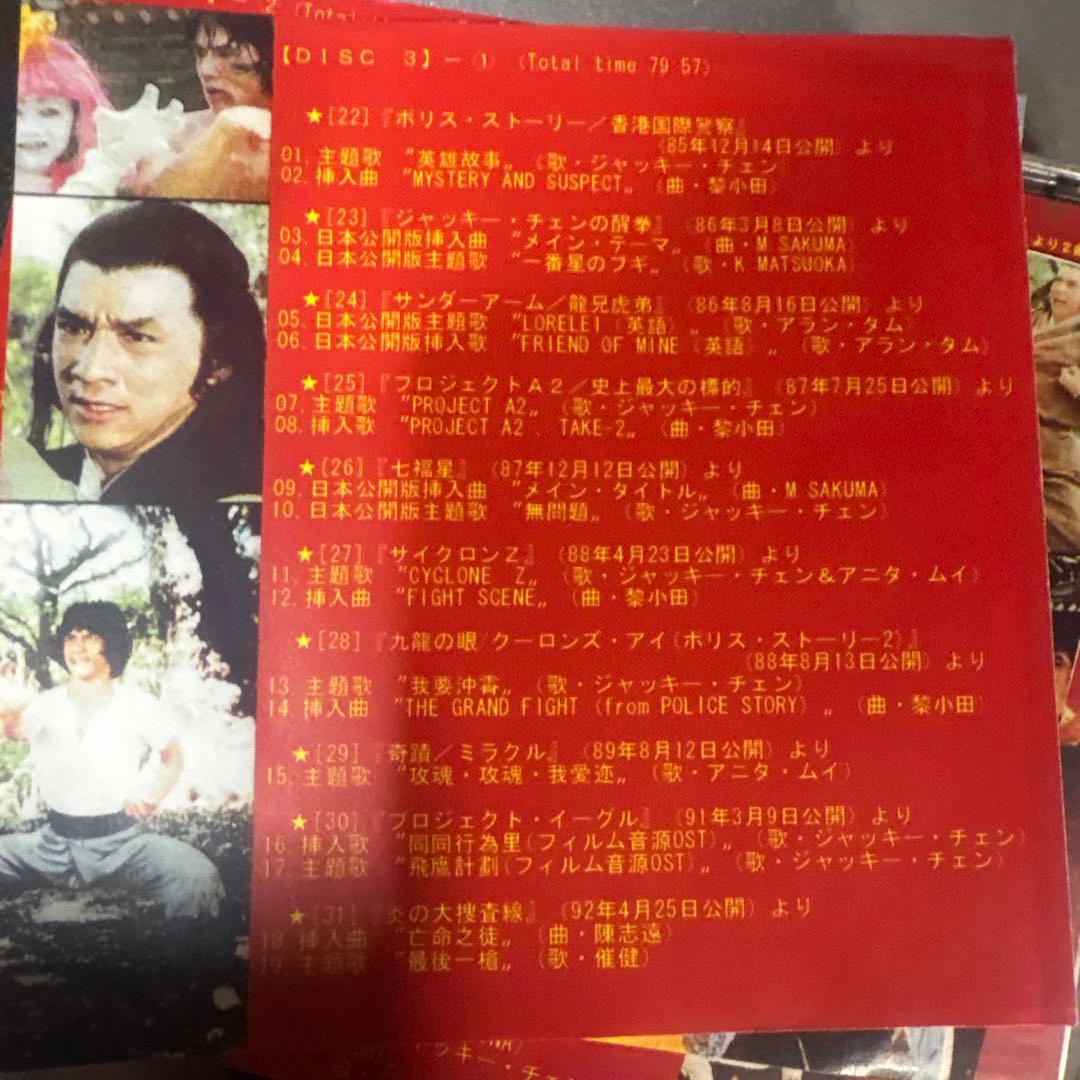 【DISC 3】－① (Total time 79 57)
★[22]『ポリス・ストーリー／香港国際警察』
(85年12月14日公開) より
01. 主題歌 “英雄故事„ (歌・ジャッキー・チェン)
02. 挿入曲 “MYSTERY AND SUSPECT„ (曲・黎小田)
★[23]『ジャッキー・チェンの醒拳』 (86年3月8日公開) より
03. 日本公開版挿入曲 “メイン・テーマ„ (曲・M SAKUMA)
04. 日本公開版主題歌 “一番星のフギ„ (歌・K MATSUOKA)
★[24]『サンダーアーム／龍兄虎弟』 (86年8月16日公開) より
05. 日本公開版主題歌 “LORELEI (英語) „ (歌・アラン・タム)
06. 日本公開版挿入歌 “FRIEND OF MINE (英語) „ (歌・アラン・タム)
★[25]『プロジェクトA2／史上最大の標的』 (87年7月25日公開) より
07. 主題歌 “PROJECT A2„ (歌・ジャッキー・チェン)
08. 挿入歌 “PROJECT A2 、TAKE-2„ (曲・黎小田)
★[26]『七福星』 (87年12月12日公開) より
09. 日本公開版挿入曲 “メイン・タイトル„ (曲・M SAKUMA)
10. 日本公開版主題歌 “無問題„ (歌・ジャッキー・チェン)
★[27]『サイクロンZ』 (88年4月23日公開) より
11. 主題歌 “CYCLONE Z„ (歌・ジャッキー・チェン＆アニタ・ムイ)
12. 挿入曲 “FIGHT SCENE„ (曲・黎小田)
★[28]『九龍の眼/クーロンズ・アイ(ポリス・ストーリー2)』
(88年8月13日公開) より
13. 主題歌 “我要沖霄„ (歌・ジャッキー・チェン)
14. 挿入曲 “THE GRAND FIGHT (from POLICE STORY) „ (曲・黎小田)
★[29]『奇蹟／ミラクル』 (89年8月12日公開) より
15. 主題歌 “攻魂・攻魂・我愛迩„ (歌・アニタ・ムイ)
★[30]『プロジェクト・イーグル』 (91年3月9日公開) より
16. 挿入歌 “同同行為里(フィルム音源OST)„ (歌・ジャッキー・チェン)
17. 主題歌 “飛鷹計劃(フィルム音源OST)„ (歌・ジャッキー・チェン)
★[31]『炎の大捜査線』 (92年4月25日公開) より
18. 挿入曲 “亡命之徒„ (曲・陳志遠)
19. 主題歌 “最後一槍„ (歌・催健)